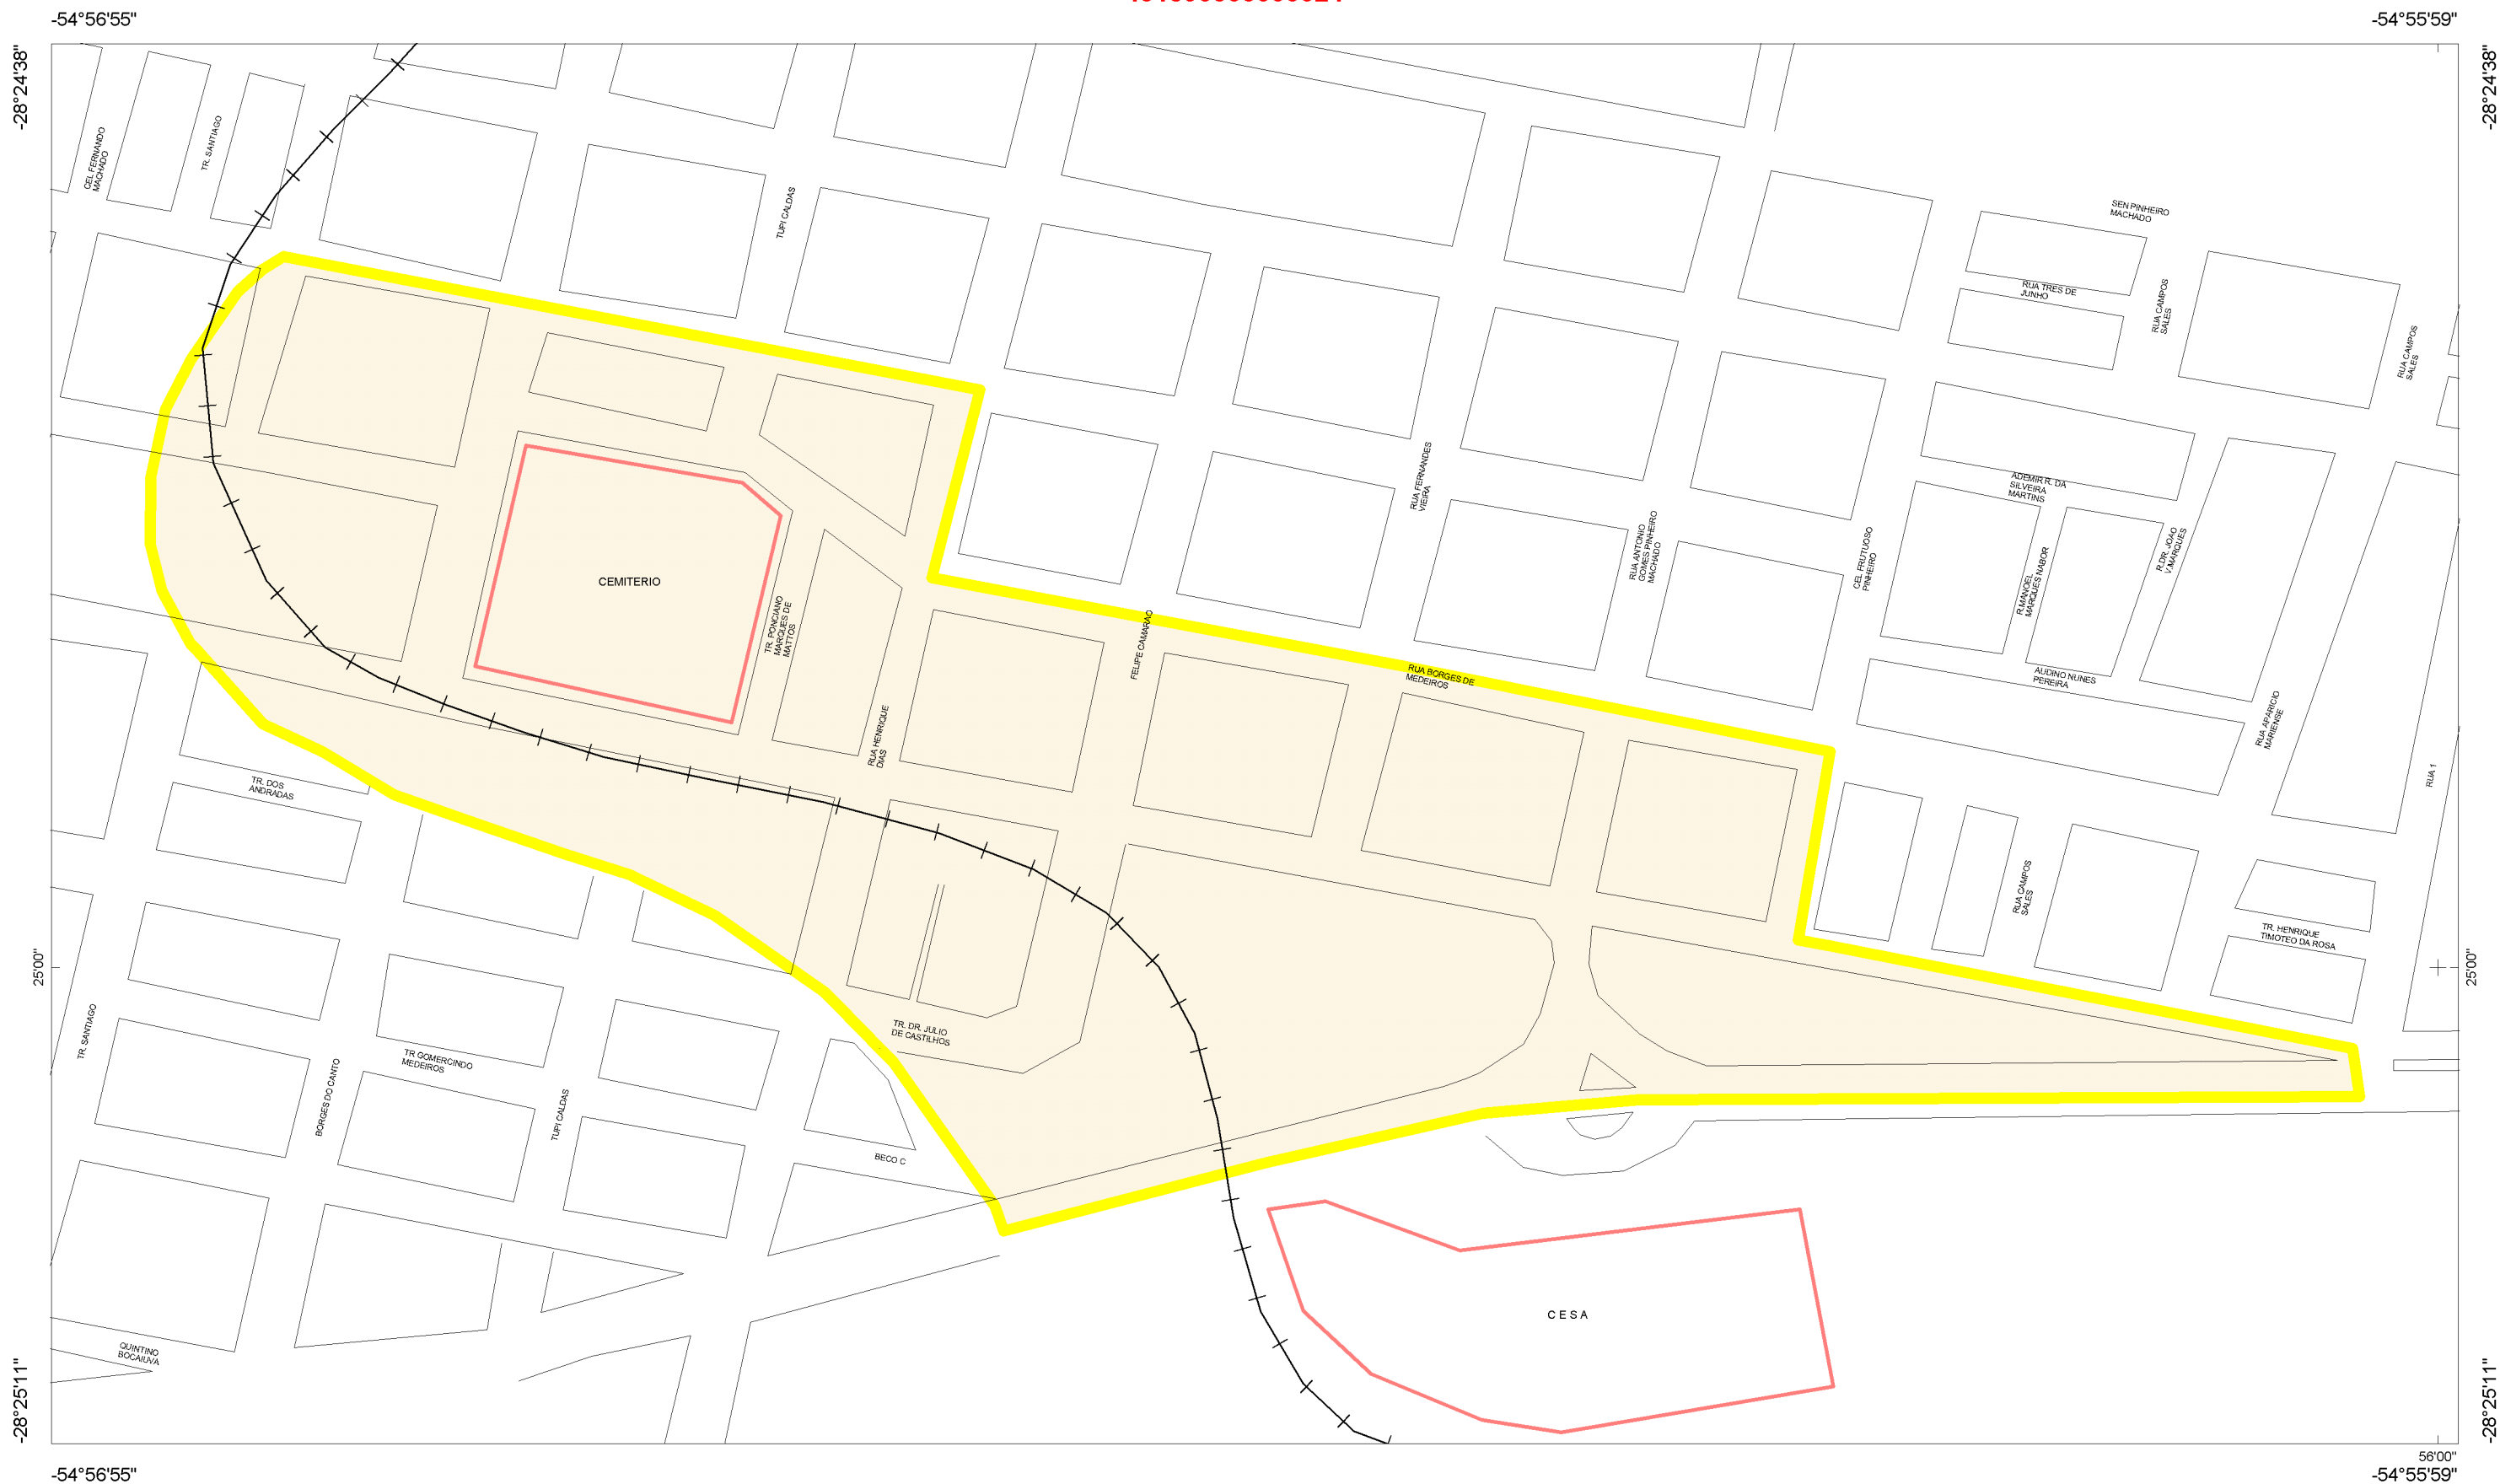 -54°56'55"
-54°55'59"
-28°24'38"
-28°24'38"
CEL FERNANDO
MACHADO
TR. SANTIAGO
TUPI CALDAS
SEN PINHEIRO
MACHADO
RUA TRES DE
JUNHO
RUA CAMPOS
SALES
RUA CAMPOS
SALES
RUA FERNANDES
VIEIRA
ADEMIR R. DA
SILVEIRA
MARTINS
RUA ANTONIO
GOMES PINHEIRO
MACHADO
CEL FRUTUOSO
PINHEIRO
R.MANOEL
MARQUES NABOR
R.DR. JOAO
V.MARQUES
CEMITERIO
TR. PONCIANO
MARQUES DE
MATTOS
FELIPE CAMARAO
RUA BORGES DE
MEDEIROS
AUDINO NUNES
PEREIRA
RUA APARICIO
MARIENSE
RUA HENRIQUE
DIAS
RUA 1
TR. DOS
ANDRADAS
RUA CAMPOS
SALES
TR. HENRIQUE
TIMOTEO DA ROSA
25'00"
25'00"
TR. SANTIAGO
TR. DR. JULIO
DE CASTILHOS
TR GOMERCINDO
MEDEIROS
BORGES DO CANTO
TUPI CALDAS
BECO C
CESA
QUINTINO
BOCAIUVA
-28°25'11"
-28°25'11"
56'00"
-54°56'55"
-54°55'59"